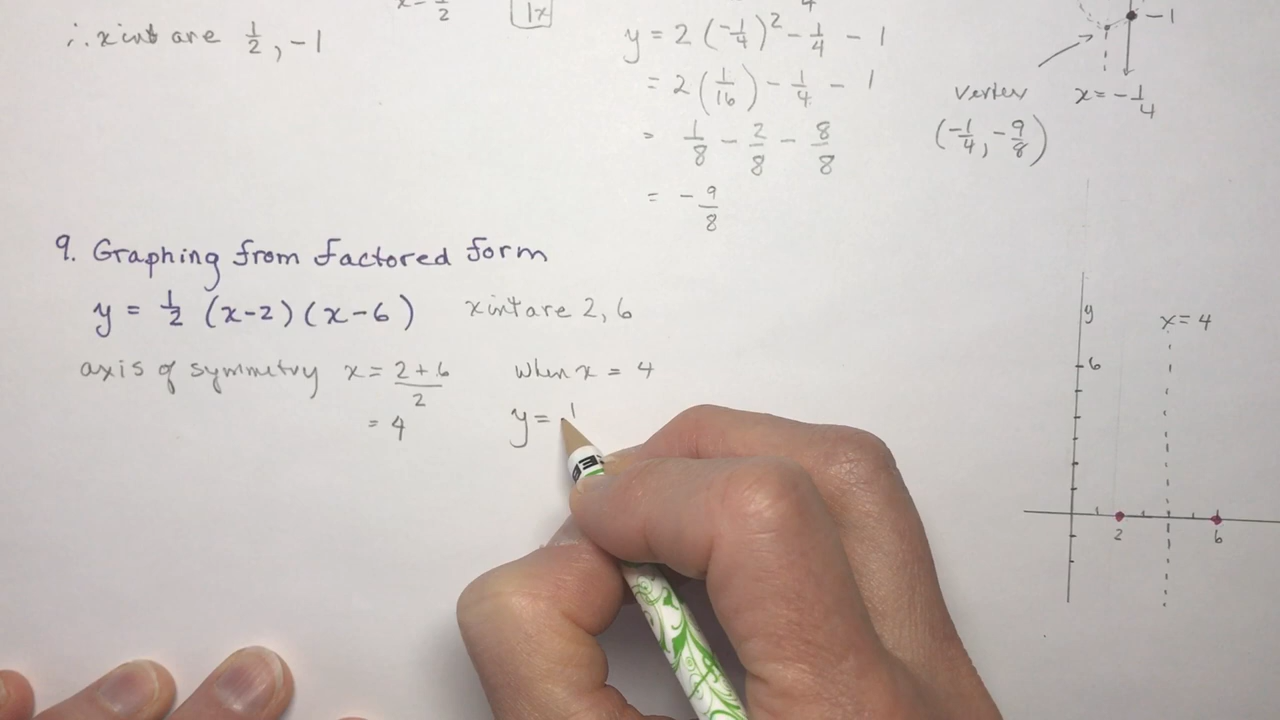 ∴ x int are 1/2, -1
1x
y = 2(-1/4)² - 1/4 - 1
= 2(1/16) - 1/4 - 1
= 1/8 - 2/8 - 8/8
= -9/8
-1
vertex
x = -1/4
(-1/4, -9/8)
9. Graphing from factored form
y = 1/2 (x-2)(x-6)
x int are 2, 6
axis of symmetry x = 2+6/2
= 4
when x = 4
y = 1
y
x = 4
6
2
6